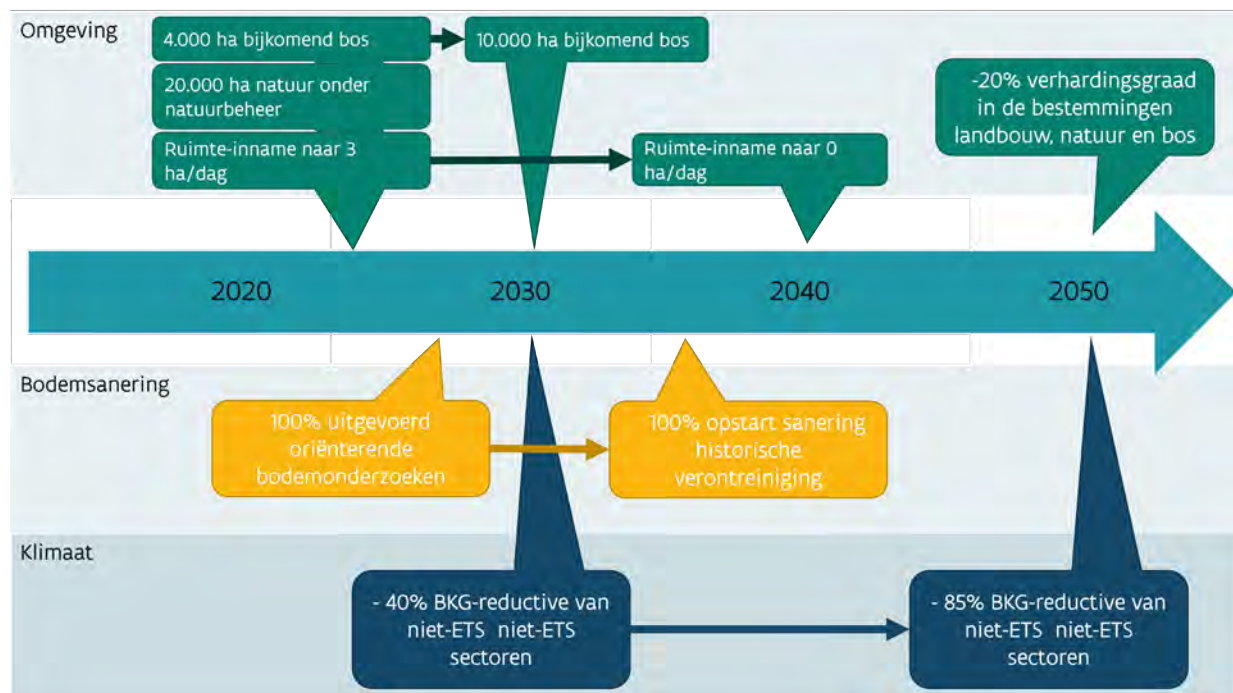 Omgeving
4.000 ha bijkomend bos
10.000 ha bijkomend bos
20.000 ha natuur onder
natuurbeheer
Ruimte-inname naar 3
ha/dag
Ruimte-inname naar 0
ha/dag
-20% verhardingsgraad
in de bestemmingen
landbouw, natuur en bos
2020
2030
2040
2050
Bodemsanering
100% uitgevoerd
oriënterende
bodemonderzoeken
100% opstart sanering
historische
verontreiniging
Klimaat
- 40% BKG-reductive van
niet-ETS niet-ETS
sectoren
- 85% BKG-reductive van
niet-ETS niet-ETS
sectoren